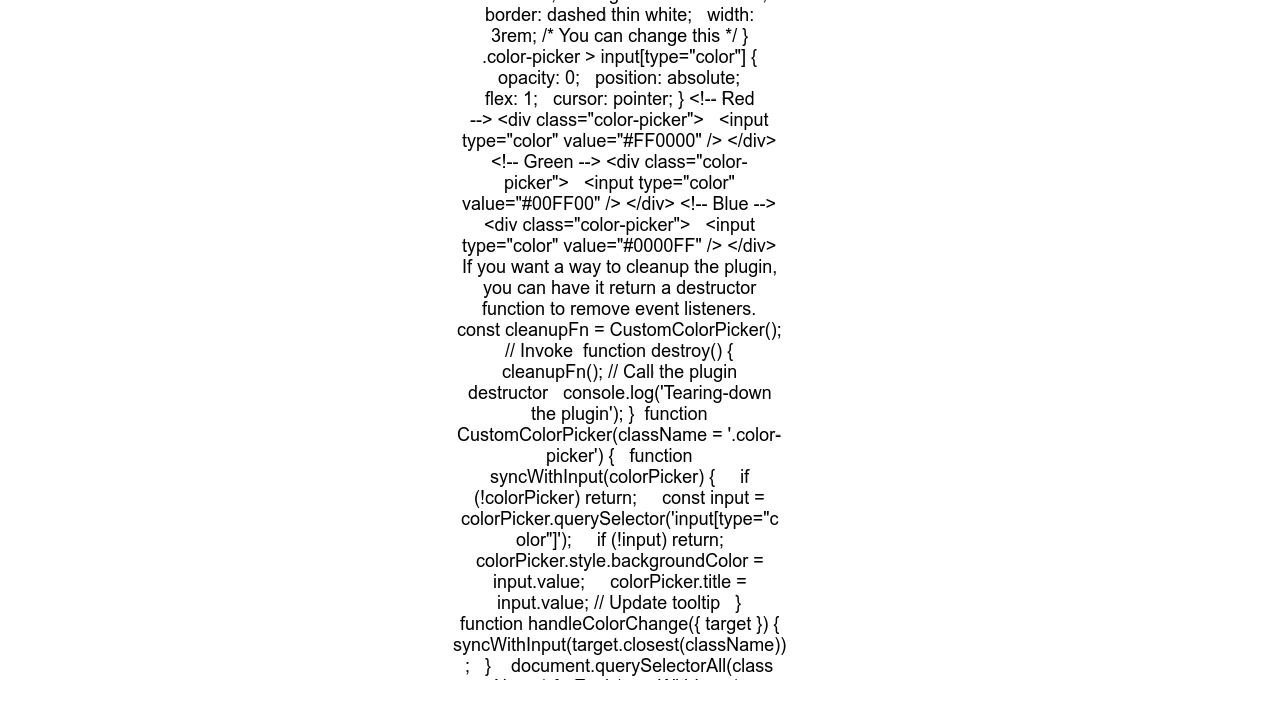 border: dashed thin white;   width:
3rem; /* You can change this */ }
.color-picker > input[type="color"] {
opacity: 0;   position: absolute;
flex: 1;   cursor: pointer; } <!-- Red
--> <div class="color-picker">   <input
type="color" value="#FF0000" /> </div>
<!-- Green --> <div class="color-
picker">   <input type="color"
value="#00FF00" /> </div> <!-- Blue -->
<div class="color-picker">   <input
type="color" value="#0000FF" /> </div>
If you want a way to cleanup the plugin,
you can have it return a destructor
function to remove event listeners.
const cleanupFn = CustomColorPicker();
// Invoke  function destroy() {
cleanupFn(); // Call the plugin
destructor   console.log('Tearing-down
the plugin'); }  function
CustomColorPicker(className = '.color-
picker') {   function
syncWithInput(colorPicker) {     if
(!colorPicker) return;     const input =
colorPicker.querySelector('input[type="c
olor"]');     if (!input) return;
colorPicker.style.backgroundColor =
input.value;     colorPicker.title =
input.value; // Update tooltip   }
function handleColorChange({ target }) {
syncWithInput(target.closest(className))
;   }    document.querySelectorAll(class